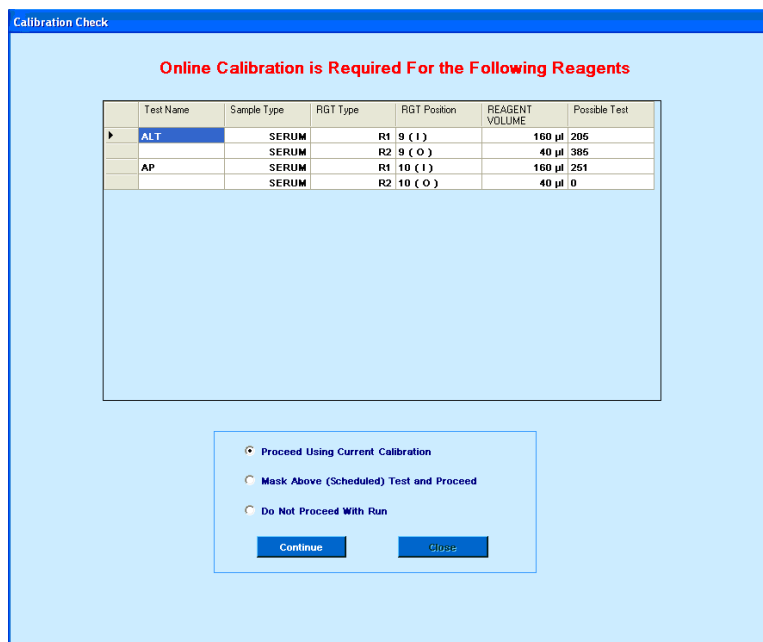 Calibration Check
Online Calibration is Required For the Following Reagents
Test Name Sample Type RGT Type RGT Position REAGENT VOLUME Possible Test
ALT SERUM R1 9 ( I ) 160 µl 205
SERUM R2 9 ( O ) 40 µl 385
AP SERUM R1 10 ( I ) 160 µl 251
SERUM R2 10 ( O ) 40 µl 0
Proceed Using Current Calibration
Mask Above (Scheduled) Test and Proceed
Do Not Proceed With Run
Continue Close